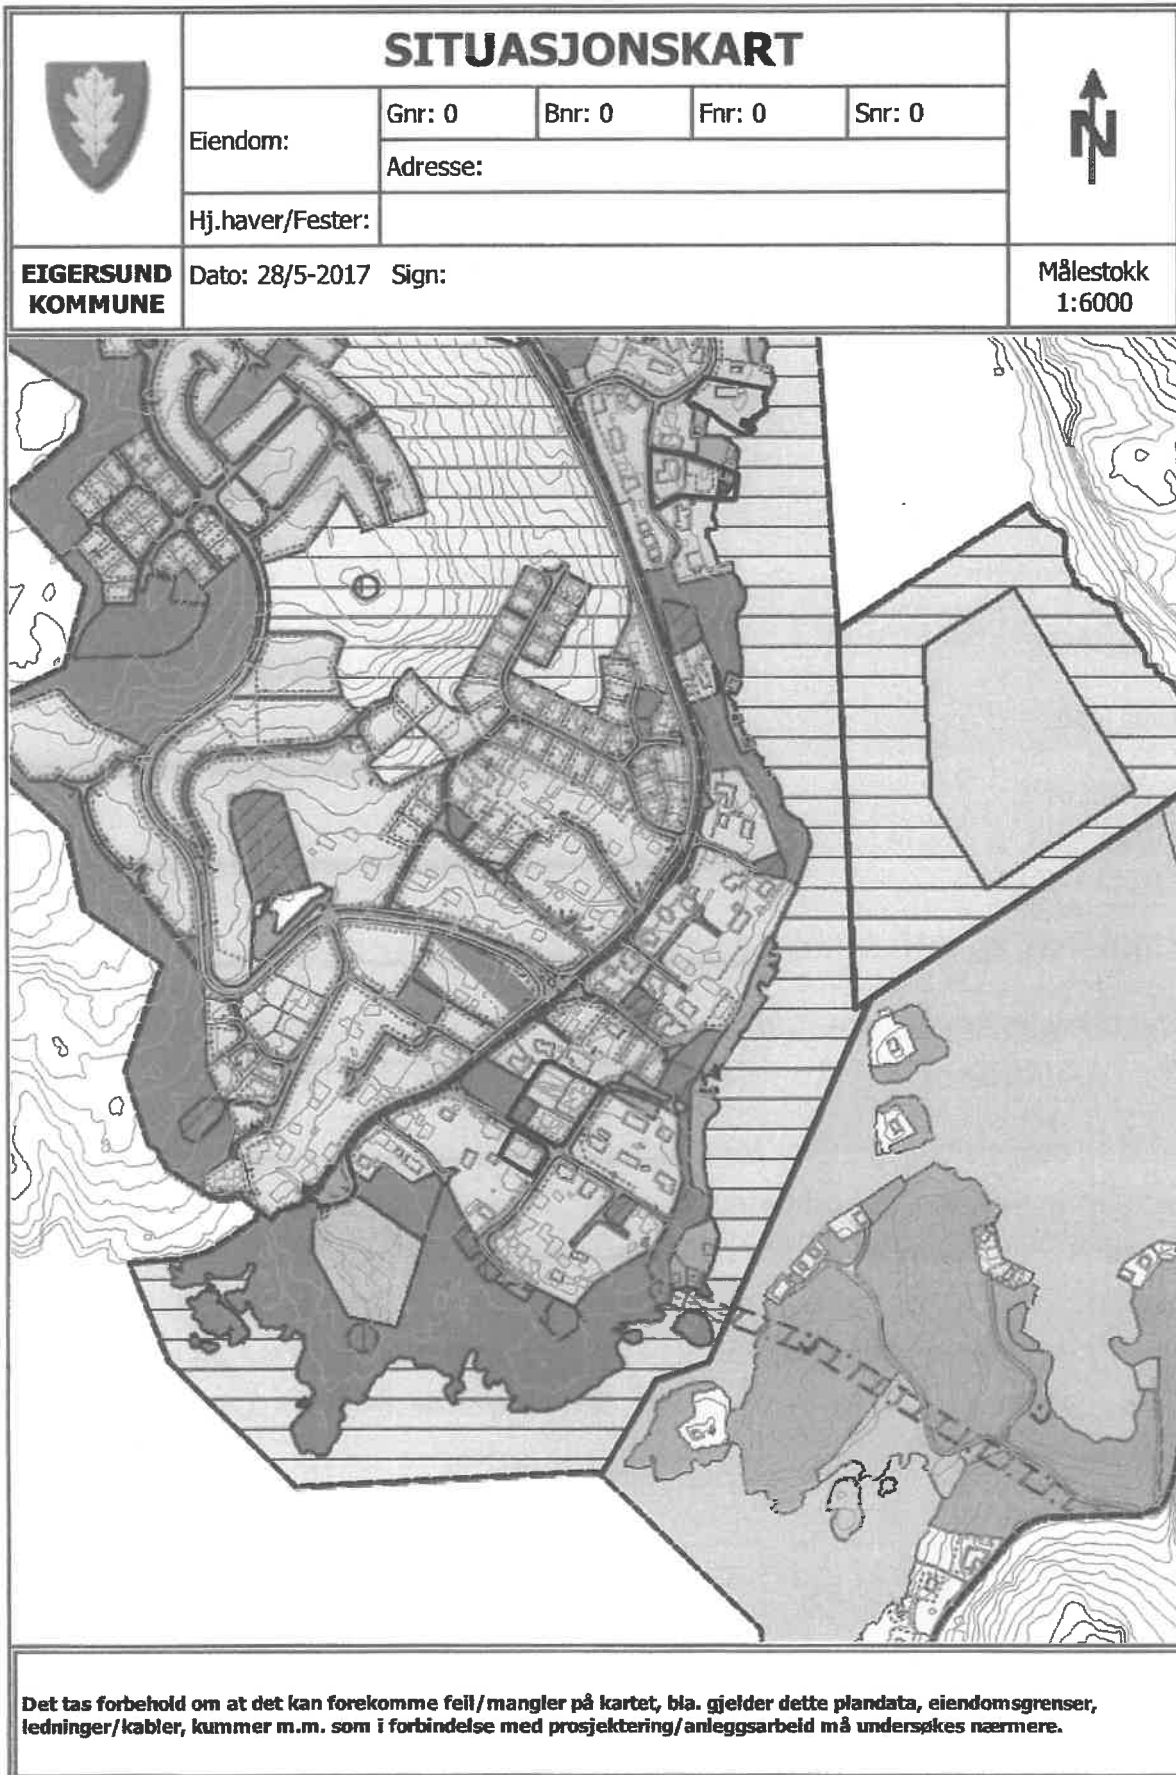 SITUASJONSKART
Eiendom:
Gnr: 0
Bnr: 0
Fnr: 0
Snr: 0
Adresse:
Hj.haver/Fester:
N
EIGERSUND
KOMMUNE
Dato: 28/5-2017 Sign:
Målestokk
1:6000
Det tas forbehold om at det kan forekomme feil/mangler på kartet, bla. gjelder dette plandata, eiendomsgrenser,
ledninger/kabler, kummer m.m. som i forbindelse med prosjektering/anleggsarbeid må undersøkes nærmere.